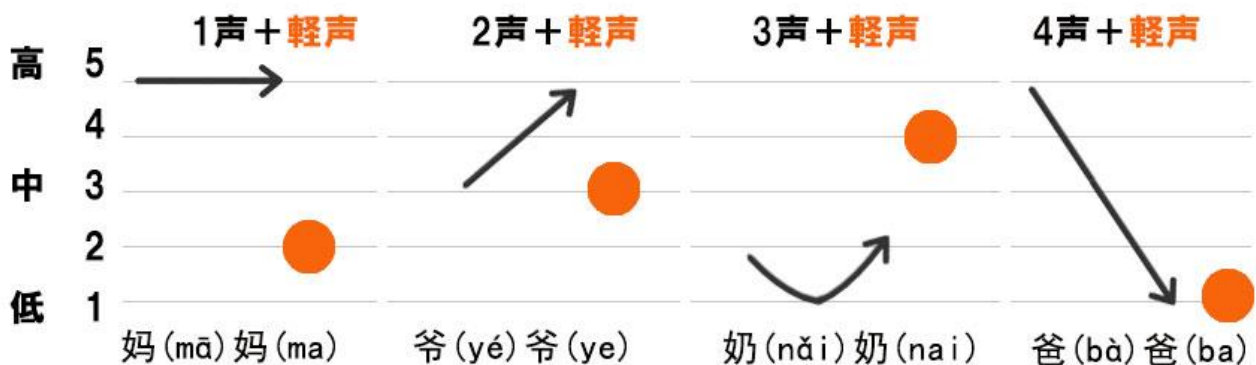 1声＋軽声 2声＋軽声 3声＋軽声 4声＋軽声
高 5
4
中 3
2
低 1
妈(mā)妈(ma) 爷(yé)爷(ye) 奶(nǎi)奶(nai) 爸(bà)爸(ba)